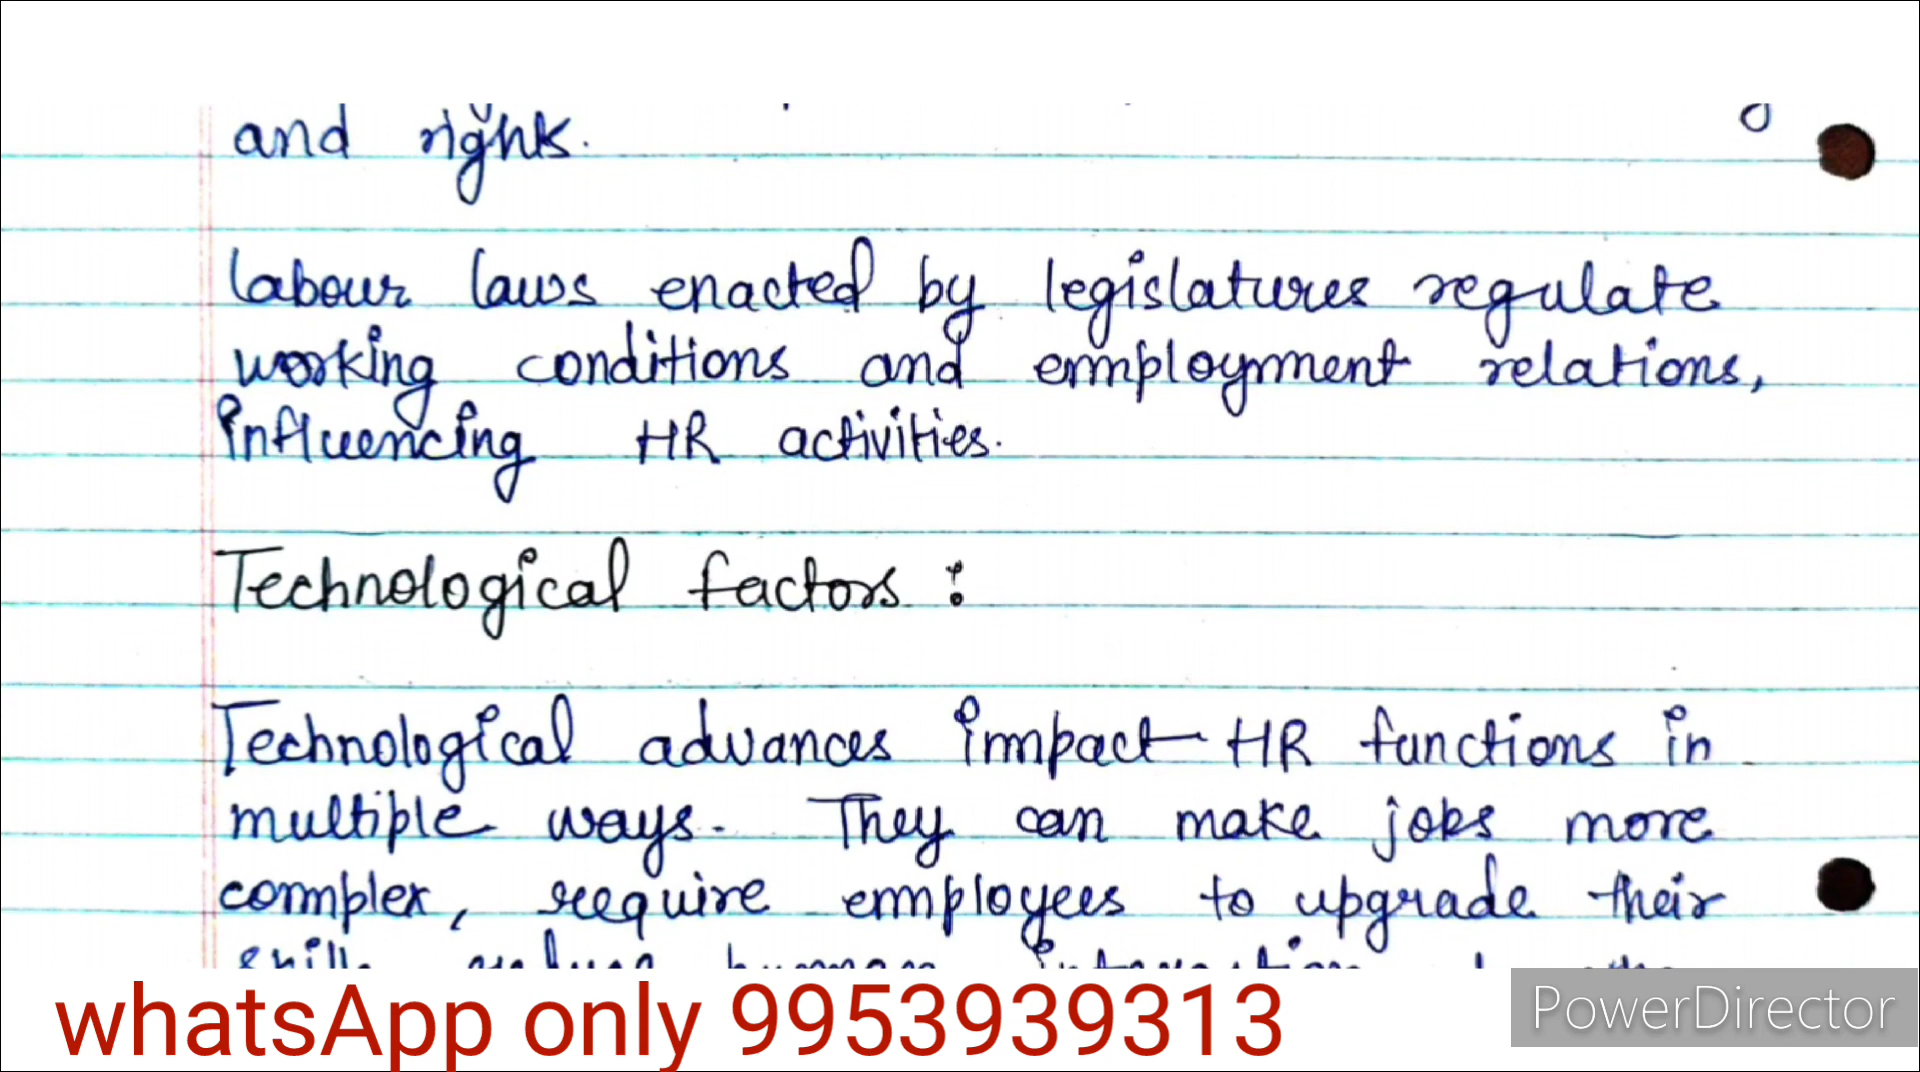 and rights.
labour laws enacted by legislatures regulate
working conditions and employment relations,
influencing HR activities.
Technological factors :
Technological advances impact HR functions in
multiple ways. They can make jobs more
complex, require employees to upgrade their
whatsApp only 9953939313
PowerDirector